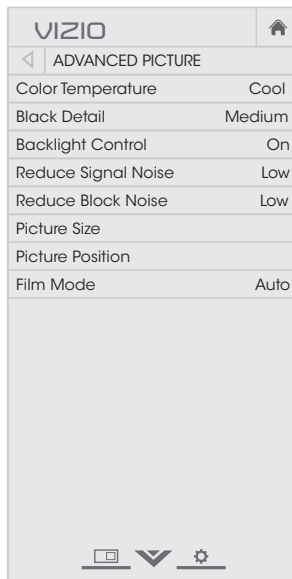 VIZIO
ADVANCED PICTURE
Color Temperature Cool
Black Detail Medium
Backlight Control On
Reduce Signal Noise Low
Reduce Block Noise Low
Picture Size
Picture Position
Film Mode Auto